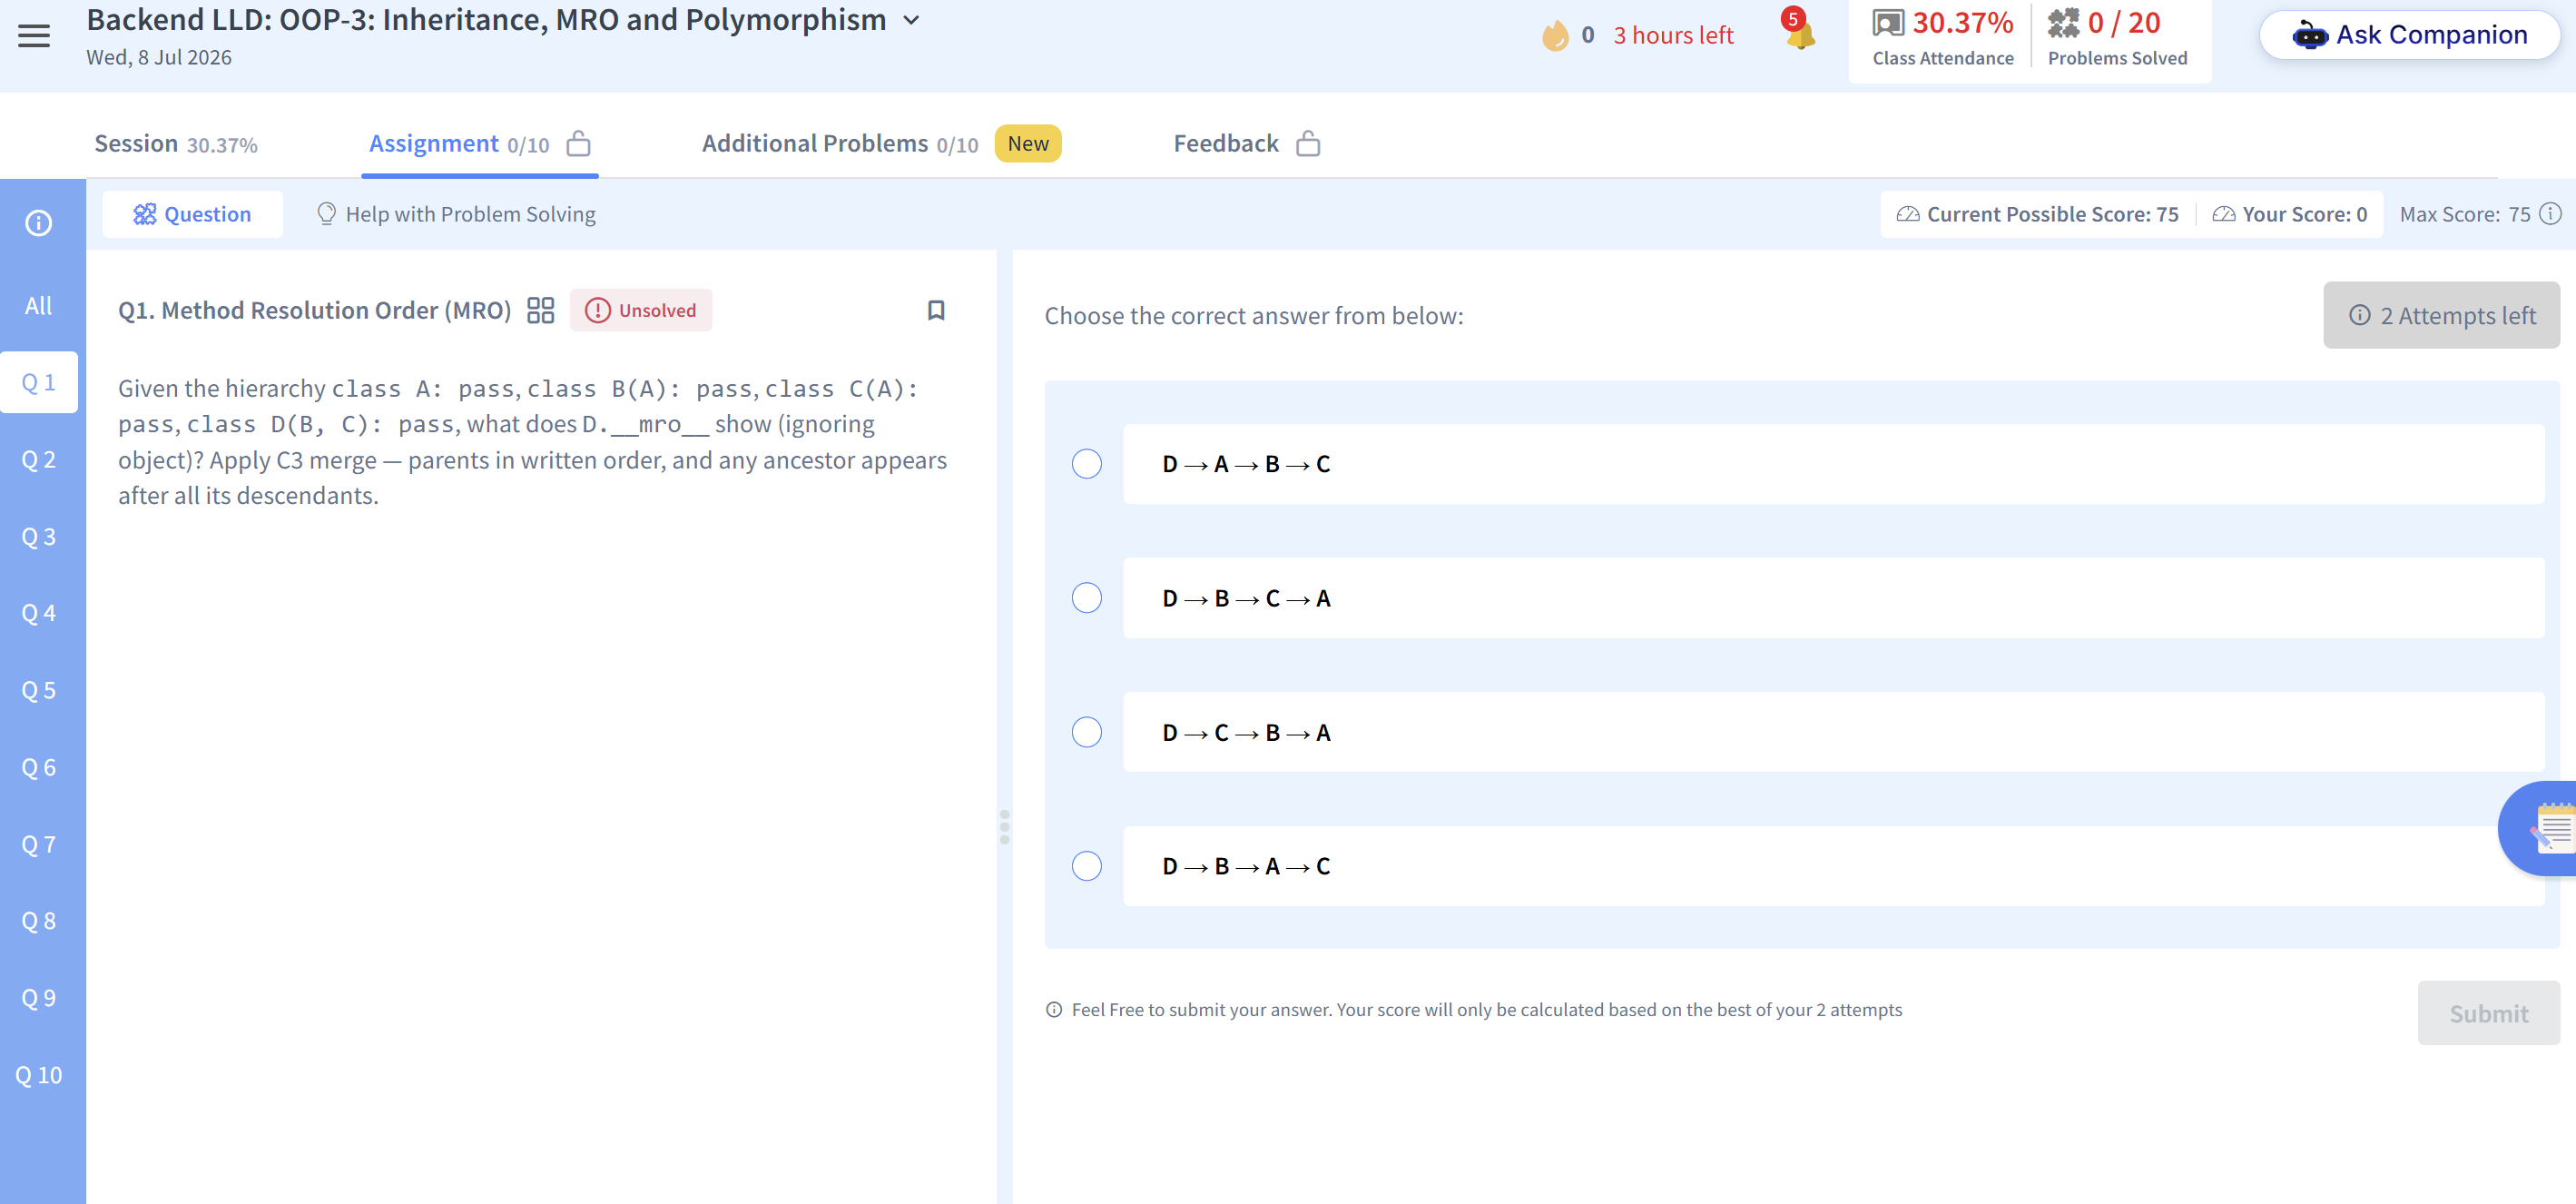 Backend LLD: OOP-3: Inheritance, MRO and Polymorphism
Wed, 8 Jul 2026
0 3 hours left
5
30.37%
Class Attendance
0 / 20
Problems Solved
Ask Companion
Session 30.37%
Assignment 0/10
Additional Problems 0/10 New
Feedback
Question
Help with Problem Solving
Current Possible Score: 75
Your Score: 0
Max Score: 75
All
Q 1
Q 2
Q 3
Q 4
Q 5
Q 6
Q 7
Q 8
Q 9
Q 10
Q1. Method Resolution Order (MRO)
Unsolved
Given the hierarchy class A: pass, class B(A): pass, class C(A):
pass, class D(B, C): pass, what does D.__mro__ show (ignoring
object)? Apply C3 merge — parents in written order, and any ancestor appears
after all its descendants.
Choose the correct answer from below:
2 Attempts left
D → A → B → C
D → B → C → A
D → C → B → A
D → B → A → C
Feel Free to submit your answer. Your score will only be calculated based on the best of your 2 attempts
Submit